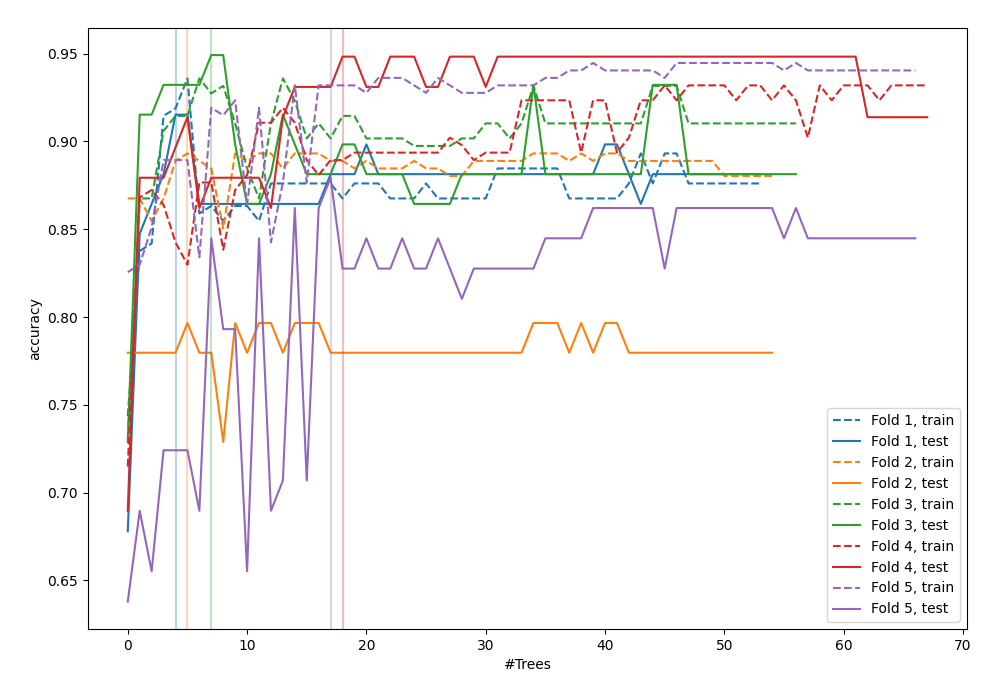 0.95
0.90
0.85
0.80
0.75
0.70
0.65
accuracy
0 10 20 30 40 50 60 70
#Trees
Fold 1, train
Fold 1, test
Fold 2, train
Fold 2, test
Fold 3, train
Fold 3, test
Fold 4, train
Fold 4, test
Fold 5, train
Fold 5, test